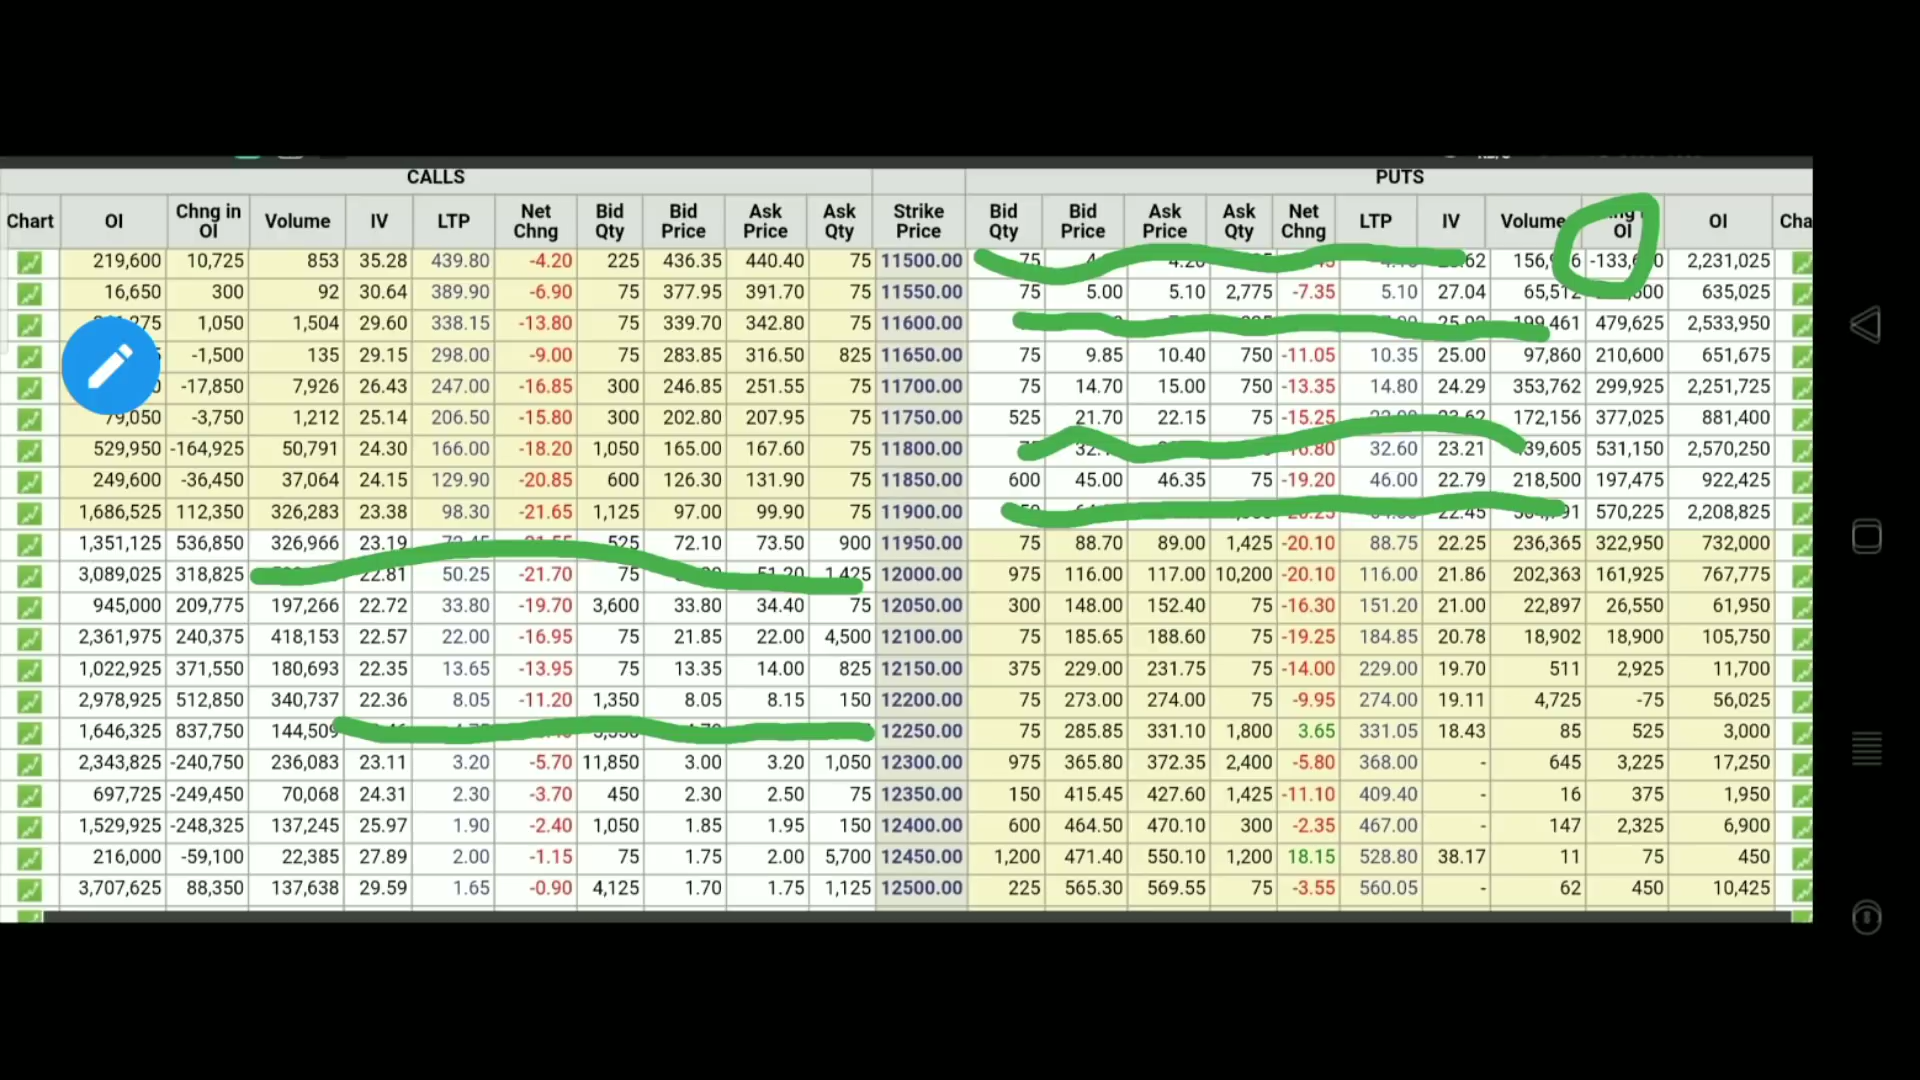 CALLS PUTS
Chart OI Chng in OI Volume IV LTP Net Chng Bid Qty Bid Price Ask Price Ask Qty Strike Price Bid Qty Bid Price Ask Price Ask Qty Net Chng LTP IV Volume OI OI
219,600 10,725 853 35.28 439.80 -4.20 225 436.35 440.40 75 11500.00 75 2,231,025
16,650 300 92 30.64 389.90 -6.90 75 377.95 391.70 75 11550.00 75 5.00 5.10 2,775 -7.35 5.10 27.04 65,512 635,025
1,050 1,504 29.60 338.15 -13.80 75 339.70 342.80 75 11600.00 199,461 479,625 2,533,950
-1,500 135 29.15 298.00 -9.00 75 283.85 316.50 825 11650.00 75 9.85 10.40 750 -11.05 10.35 25.00 97,860 210,600 651,675
-17,850 7,926 26.43 247.00 -16.85 300 246.85 251.55 75 11700.00 75 14.70 15.00 750 -13.35 14.80 24.29 353,762 299,925 2,251,725
79,050 -3,750 1,212 25.14 206.50 -15.80 300 202.80 207.95 75 11750.00 525 21.70 22.15 75 -15.25 23.62 172,156 377,025 881,400
529,950 -164,925 50,791 24.30 166.00 -18.20 1,050 165.00 167.60 75 11800.00 32.60 23.21 531,150 2,570,250
249,600 -36,450 37,064 24.15 129.90 -20.85 600 126.30 131.90 75 11850.00 600 45.00 46.35 75 -19.20 46.00 22.79 218,500 197,475 922,425
1,686,525 112,350 326,283 23.38 98.30 -21.65 1,125 97.00 99.90 75 11900.00 22.45 570,225 2,208,825
1,351,125 536,850 326,966 23.19 525 72.10 73.50 900 11950.00 75 88.70 89.00 1,425 -20.10 88.75 22.25 236,365 322,950 732,000
3,089,025 318,825 22.81 50.25 -21.70 75 51.20 1,425 12000.00 975 116.00 117.00 10,200 -20.10 116.00 21.86 202,363 161,925 767,775
945,000 209,775 197,266 22.72 33.80 -19.70 3,600 33.80 34.40 75 12050.00 300 148.00 152.40 75 -16.30 151.20 21.00 22,897 26,550 61,950
2,361,975 240,375 418,153 22.57 22.00 -16.95 75 21.85 22.00 4,500 12100.00 75 185.65 188.60 75 -19.25 184.85 20.78 18,902 18,900 105,750
1,022,925 371,550 180,693 22.35 13.65 -13.95 75 13.35 14.00 825 12150.00 375 229.00 231.75 75 -14.00 229.00 19.70 511 2,925 11,700
2,978,925 512,850 340,737 22.36 8.05 -11.20 1,350 8.05 8.15 150 12200.00 75 273.00 274.00 75 -9.95 274.00 19.11 4,725 -75 56,025
1,646,325 837,750 144,509 12250.00 75 285.85 331.10 1,800 3.65 331.05 18.43 85 525 3,000
2,343,825 -240,750 236,083 23.11 3.20 -5.70 11,850 3.00 3.20 1,050 12300.00 975 365.80 372.35 2,400 -5.80 368.00 - 645 3,225 17,250
697,725 -249,450 70,068 24.31 2.30 -3.70 450 2.30 2.50 75 12350.00 150 415.45 427.60 1,425 -11.10 409.40 - 16 375 1,950
1,529,925 -248,325 137,245 25.97 1.90 -2.40 1,050 1.85 1.95 150 12400.00 600 464.50 470.10 300 -2.35 467.00 - 147 2,325 6,900
216,000 -59,100 22,385 27.89 2.00 -1.15 75 1.75 2.00 5,700 12450.00 1,200 471.40 550.10 1,200 18.15 528.80 38.17 11 75 450
3,707,625 88,350 137,638 29.59 1.65 -0.90 4,125 1.70 1.75 1,125 12500.00 225 565.30 569.55 75 -3.55 560.05 - 62 450 10,425